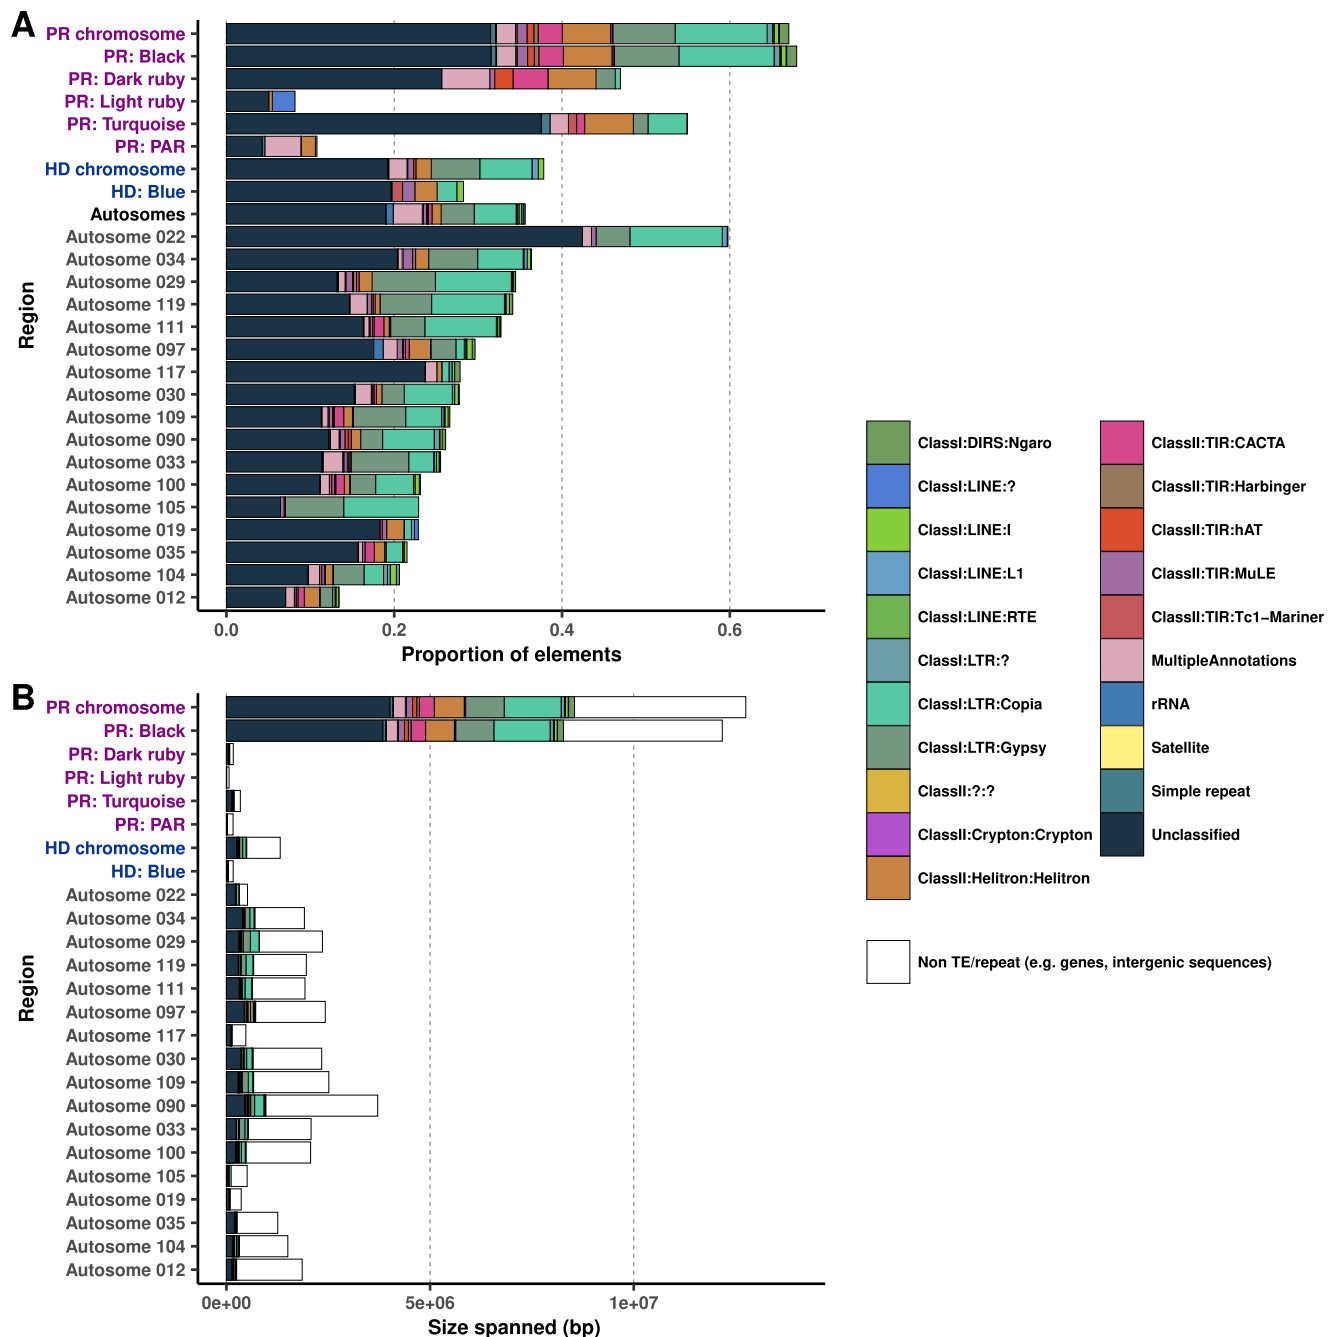 A
PR chromosome
PR: Black
PR: Dark ruby
PR: Light ruby
PR: Turquoise
PR: PAR
HD chromosome
HD: Blue
Autosomes
Autosome 022
Autosome 034
Autosome 029
Autosome 119
Autosome 111
Autosome 097
Autosome 117
Autosome 030
Autosome 109
Autosome 090
Autosome 033
Autosome 100
Autosome 105
Autosome 019
Autosome 035
Autosome 104
Autosome 012
Region
0.0 0.2 0.4 0.6
Proportion of elements
B
PR chromosome
PR: Black
PR: Dark ruby
PR: Light ruby
PR: Turquoise
PR: PAR
HD chromosome
HD: Blue
Autosome 022
Autosome 034
Autosome 029
Autosome 119
Autosome 111
Autosome 097
Autosome 117
Autosome 030
Autosome 109
Autosome 090
Autosome 033
Autosome 100
Autosome 105
Autosome 019
Autosome 035
Autosome 104
Autosome 012
Region
0e+00 5e+06 1e+07
Size spanned (bp)
ClassI:DIRS:Ngaro
ClassI:LINE:?
ClassI:LINE:I
ClassI:LINE:L1
ClassI:LINE:RTE
ClassI:LTR:?
ClassI:LTR:Copia
ClassI:LTR:Gypsy
ClassII:?:?
ClassII:Crypton:Crypton
ClassII:Helitron:Helitron
ClassII:TIR:CACTA
ClassII:TIR:Harbinger
ClassII:TIR:hAT
ClassII:TIR:MuLE
ClassII:TIR:Tc1−Mariner
MultipleAnnotations
rRNA
Satellite
Simple repeat
Unclassified
Non TE/repeat (e.g. genes, intergenic sequences)